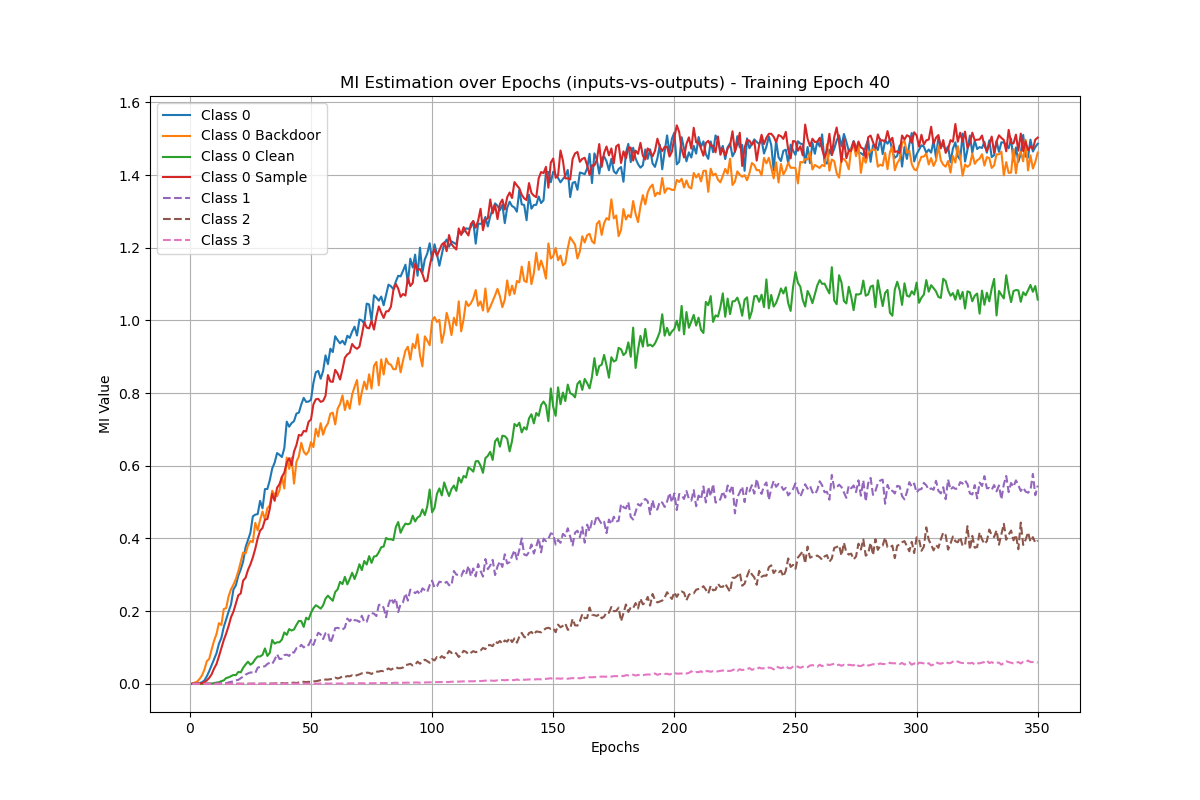 MI Estimation over Epochs (inputs-vs-outputs) - Training Epoch 40
1.6
1.4
1.2
1.0
0.8
0.6
0.4
0.2
0.0
MI Value
Class 0
Class 0 Backdoor
Class 0 Clean
Class 0 Sample
Class 1
Class 2
Class 3
0 50 100 150 200 250 300 350
Epochs